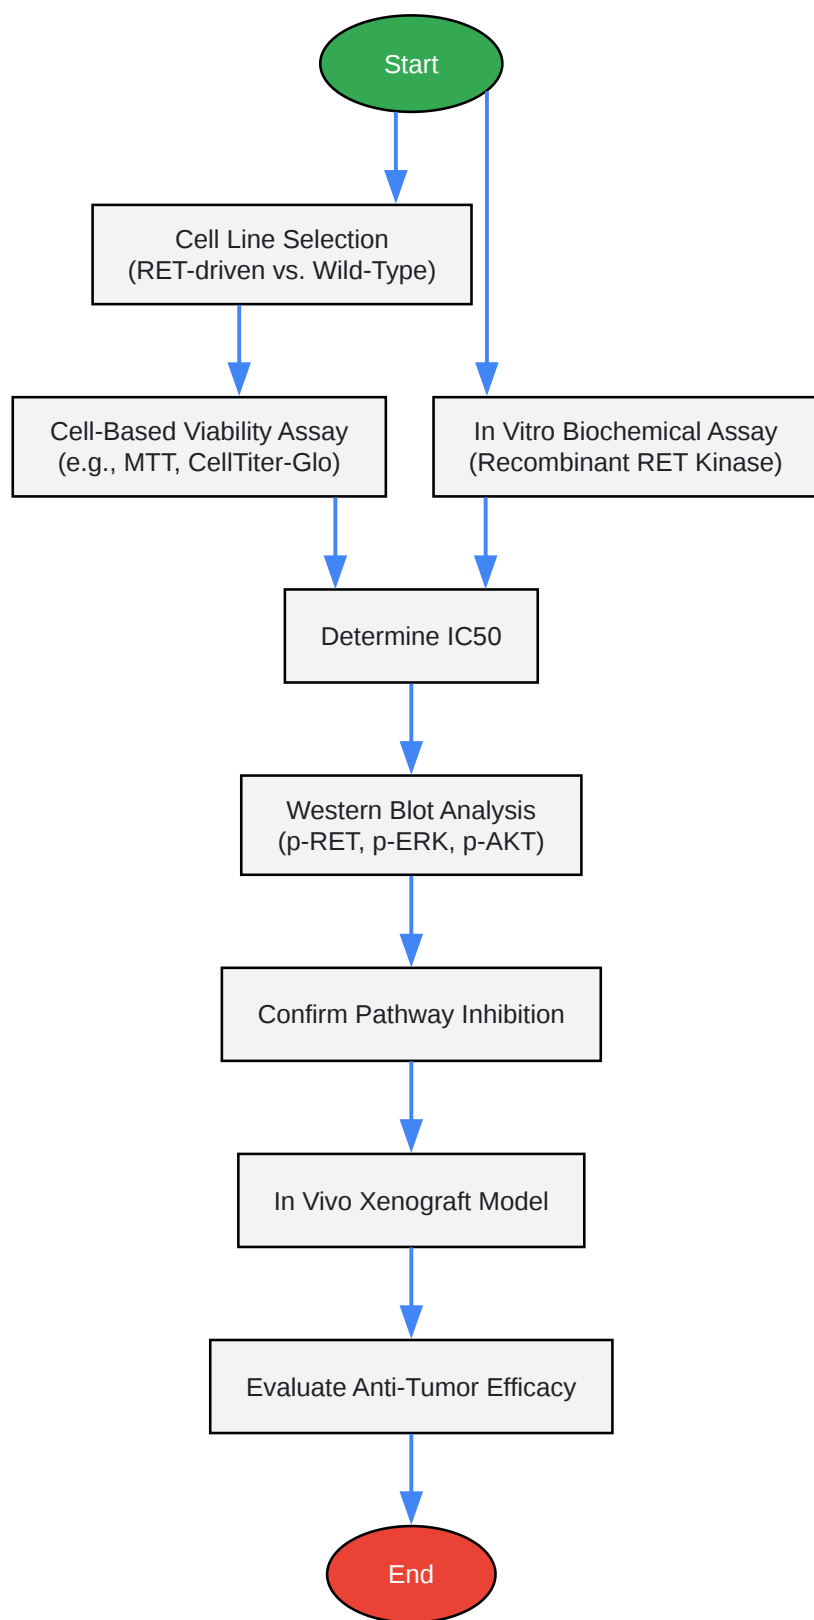 Start
Cell Line Selection
(RET-driven vs. Wild-Type)
Cell-Based Viability Assay
(e.g., MTT, CellTiter-Glo)
In Vitro Biochemical Assay
(Recombinant RET Kinase)
Determine IC50
Western Blot Analysis
(p-RET, p-ERK, p-AKT)
Confirm Pathway Inhibition
In Vivo Xenograft Model
Evaluate Anti-Tumor Efficacy
End